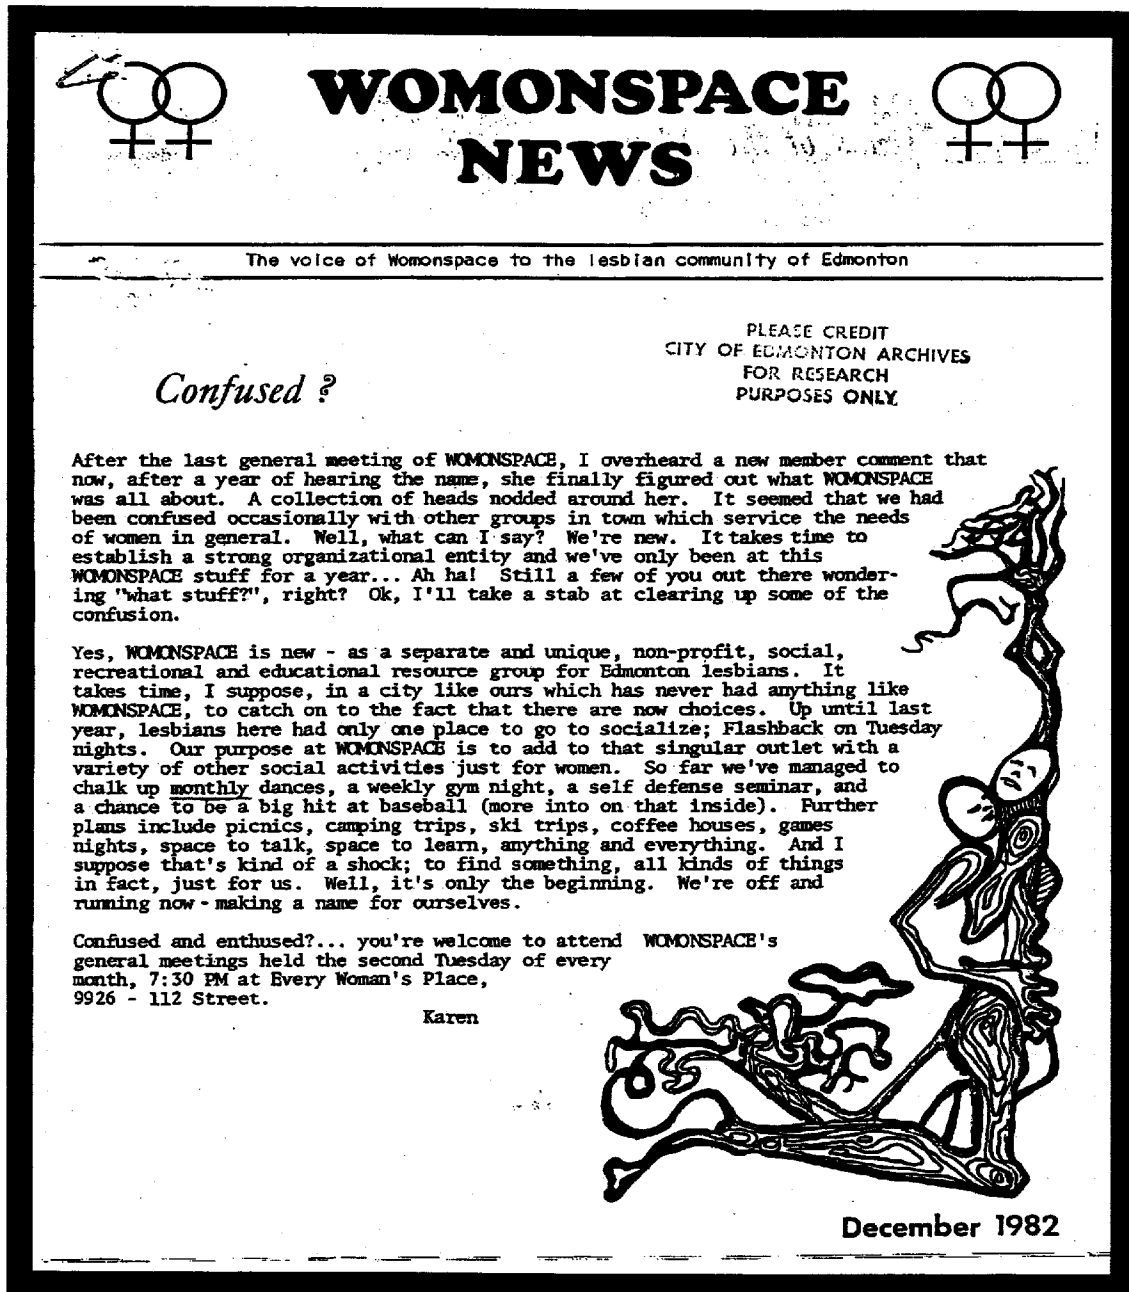 WOMONSPACE
NEWS
The voice of Womonspace to the lesbian community of Edmonton
PLEASE CREDIT
CITY OF EDMONTON ARCHIVES
FOR RESEARCH
PURPOSES ONLY.
Confused ?
After the last general meeting of WOMONSPACE, I overheard a new member comment that
now, after a year of hearing the name, she finally figured out what WOMONSPACE
was all about. A collection of heads nodded around her. It seemed that we had
been confused occasionally with other groups in town which service the needs
of women in general. Well, what can I say? We're new. It takes time to
establish a strong organizational entity and we've only been at this
WOMONSPACE stuff for a year... Ah ha! Still a few of you out there wonder-
ing "what stuff?", right? Ok, I'll take a stab at clearing up some of the
confusion.
Yes, WOMONSPACE is new - as a separate and unique, non-profit, social,
recreational and educational resource group for Edmonton lesbians. It
takes time, I suppose, in a city like ours which has never had anything like
WOMONSPACE, to catch on to the fact that there are now choices. Up until last
year, lesbians here had only one place to go to socialize; Flashback on Tuesday
nights. Our purpose at WOMONSPACE is to add to that singular outlet with a
variety of other social activities just for women. So far we've managed to
chalk up monthly dances, a weekly gym night, a self defense seminar, and
a chance to be a big hit at baseball (more into on that inside). Further
plans include picnics, camping trips, ski trips, coffee houses, games
nights, space to talk, space to learn, anything and everything. And I
suppose that's kind of a shock; to find something, all kinds of things
in fact, just for us. Well, it's only the beginning. We're off and
running now - making a name for ourselves.
Confused and enthused?... you're welcome to attend WOMONSPACE's
general meetings held the second Tuesday of every
month, 7:30 PM at Every Woman's Place,
9926 - 112 Street.
Karen
December 1982